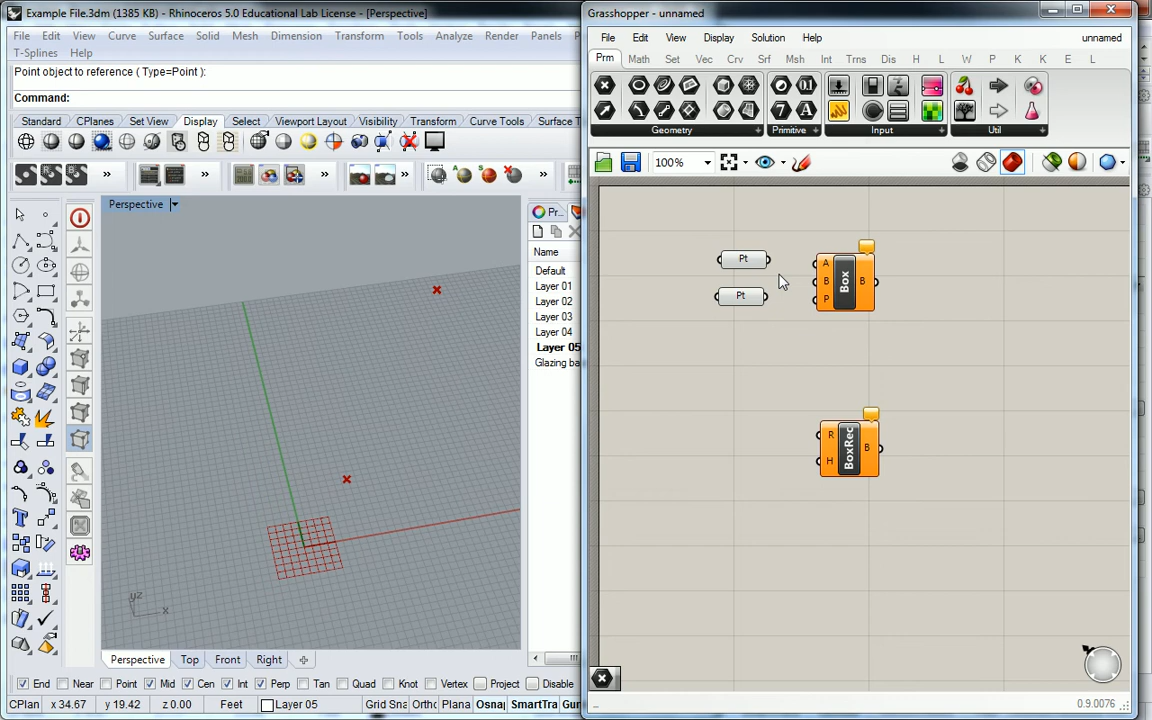 Example File.3dm (1385 KB) - Rhinoceros 5.0 Educational Lab License - [Perspective]
File Edit View Curve Surface Solid Mesh Dimension Transform Tools Analyze Render Panels
T-Splines Help
Point object to reference ( Type=Point ):
Command:
Standard CPlanes Set View Display Select Viewport Layout Visibility Transform Curve Tools Surface T
Perspective
Pr...
Name
Default
Layer 01
Layer 02
Layer 03
Layer 04
Layer 05
Glazing ba
yz
x
Perspective Top Front Right
End Near Point Mid Cen Int Perp Tan Quad Knot Vertex Project Disable
CPlan x 34.67 y 19.42 z 0.00 Feet Layer 05 Grid Sna Ortho Plana Osnap SmartTra Gum
Grasshopper - unnamed
File Edit View Display Solution Help unnamed
Prm Math Set Vec Crv Srf Msh Int Trns Dis H L P W P K K E L
Geometry Primitive Input Util
100%
Pt
Pt
A
B
P
Box
B
R
H
BoxRec
B
0.9.0076